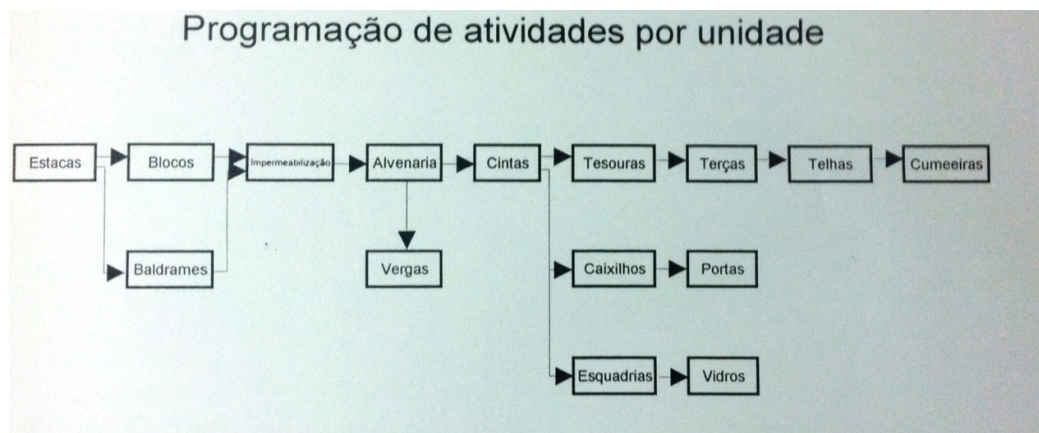 Programação de atividades por unidade
Estacas
Blocos
Impermeabilização
Alvenaria
Cintas
Tesouras
Terças
Telhas
Cumeeiras
Baldrames
Vergas
Caixilhos
Portas
Esquadrias
Vidros